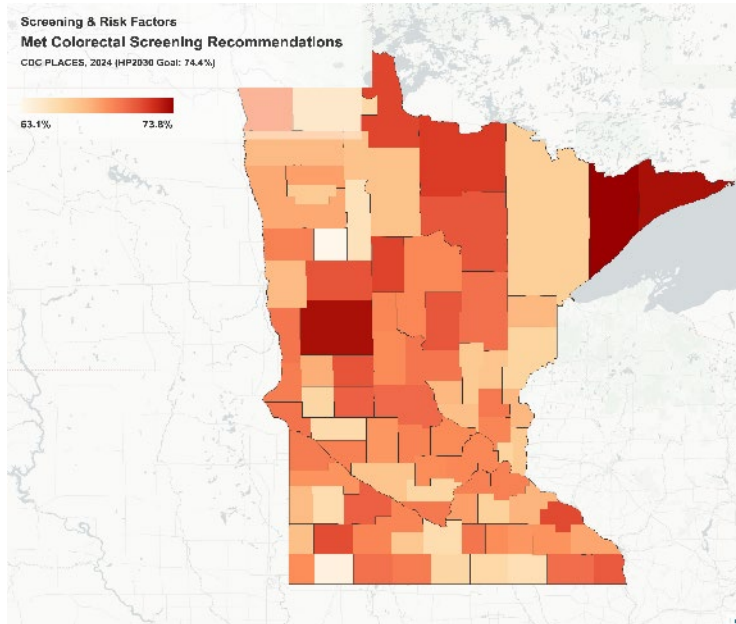 Screening & Risk Factors
Met Colorectal Screening Recommendations
CDC PLACES, 2024 (HP2030 Goal: 74.4%)
63.1% 73.8%